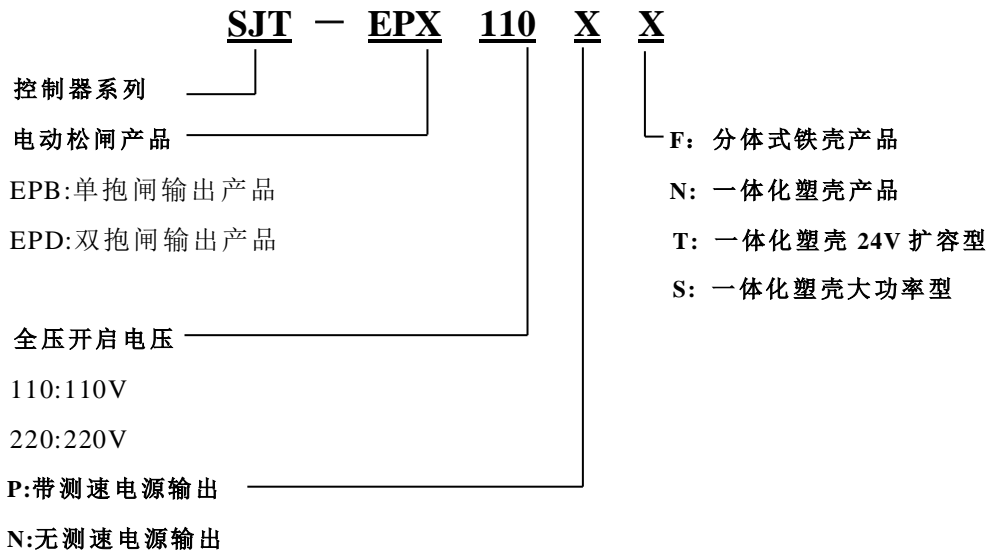 SJT － EPX 110 X X
控制器系列
电动松闸产品
EPB:单抱闸输出产品
EPD:双抱闸输出产品
F: 分体式铁壳产品
N: 一体化塑壳产品
T: 一体化塑壳 24V 扩容型
S: 一体化塑壳大功率型
全压开启电压
110:110V
220:220V
P:带测速电源输出
N:无测速电源输出